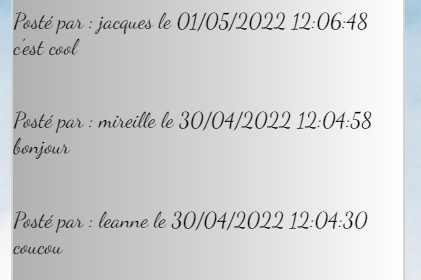 Posté par : jacques le 01/05/2022 12:06:48
c'est cool
Posté par : mireille le 30/04/2022 12:04:58
bonjour
Posté par : leanne le 30/04/2022 12:04:30
coucou